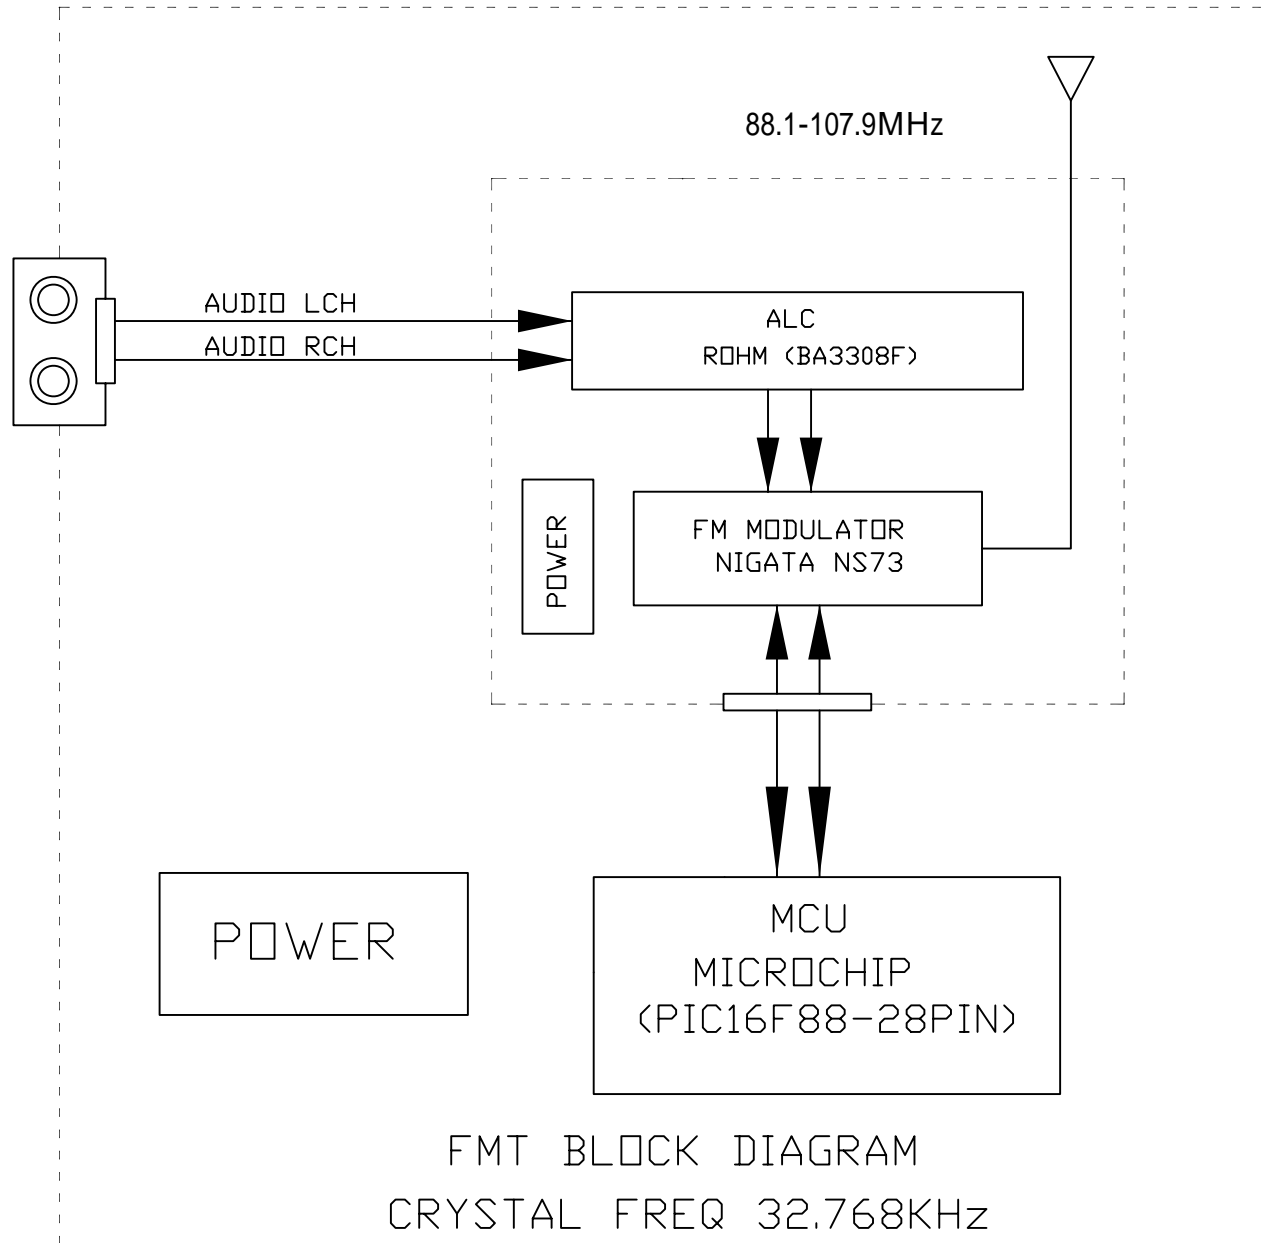 88.1-107.9MHz
AUDIO LCH
AUDIO RCH
ALC
ROHM (BA3308F)
POWER
FM MODULATOR
NIGATA NS73
POWER
MCU
MICROCHIP
(PIC16F88-28PIN)
FMT BLOCK DIAGRAM
CRYSTAL FREQ 32.768KHz